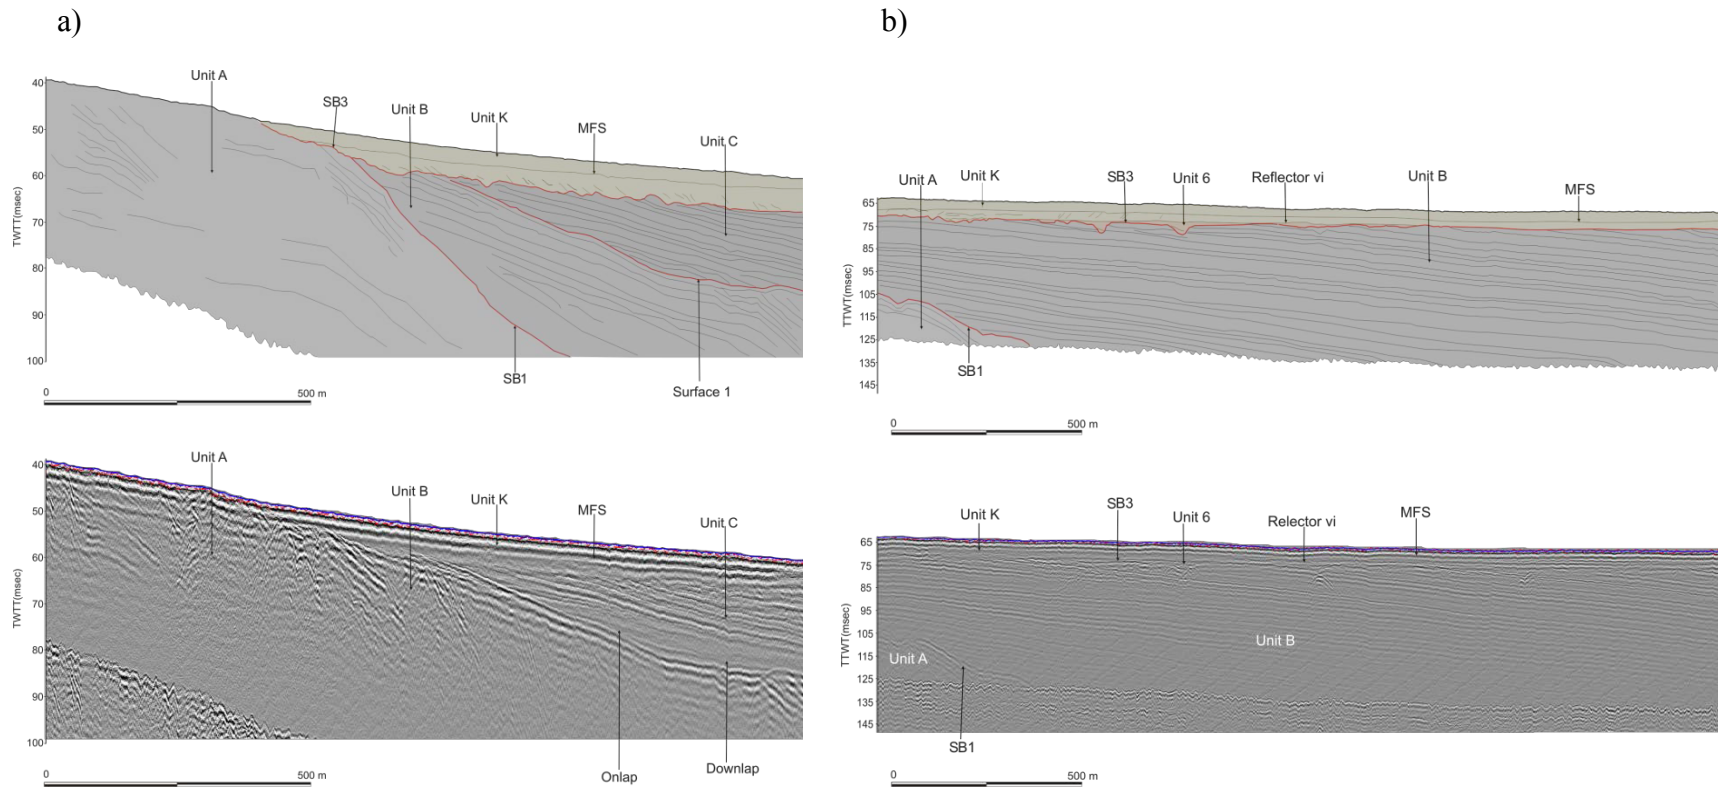 a)
b)
Unit A
SB3
Unit B
Unit K
MFS
Unit C
40
50
60
70
80
90
100
TWTT(msec)
SB1
Surface 1
0
500 m
Unit A
Unit K
SB3
Unit 6
Reflector vi
Unit B
MFS
65
75
85
95
105
115
125
135
145
TTWT(msec)
SB1
0
500 m
Unit A
Unit B
Unit K
MFS
Unit C
40
50
60
70
80
90
100
TWTT(msec)
Onlap
Downlap
0
500 m
Unit K
SB3
Unit 6
Relector vi
MFS
65
75
85
95
105
115
125
135
145
TTWT(msec)
Unit A
Unit B
SB1
0
500 m